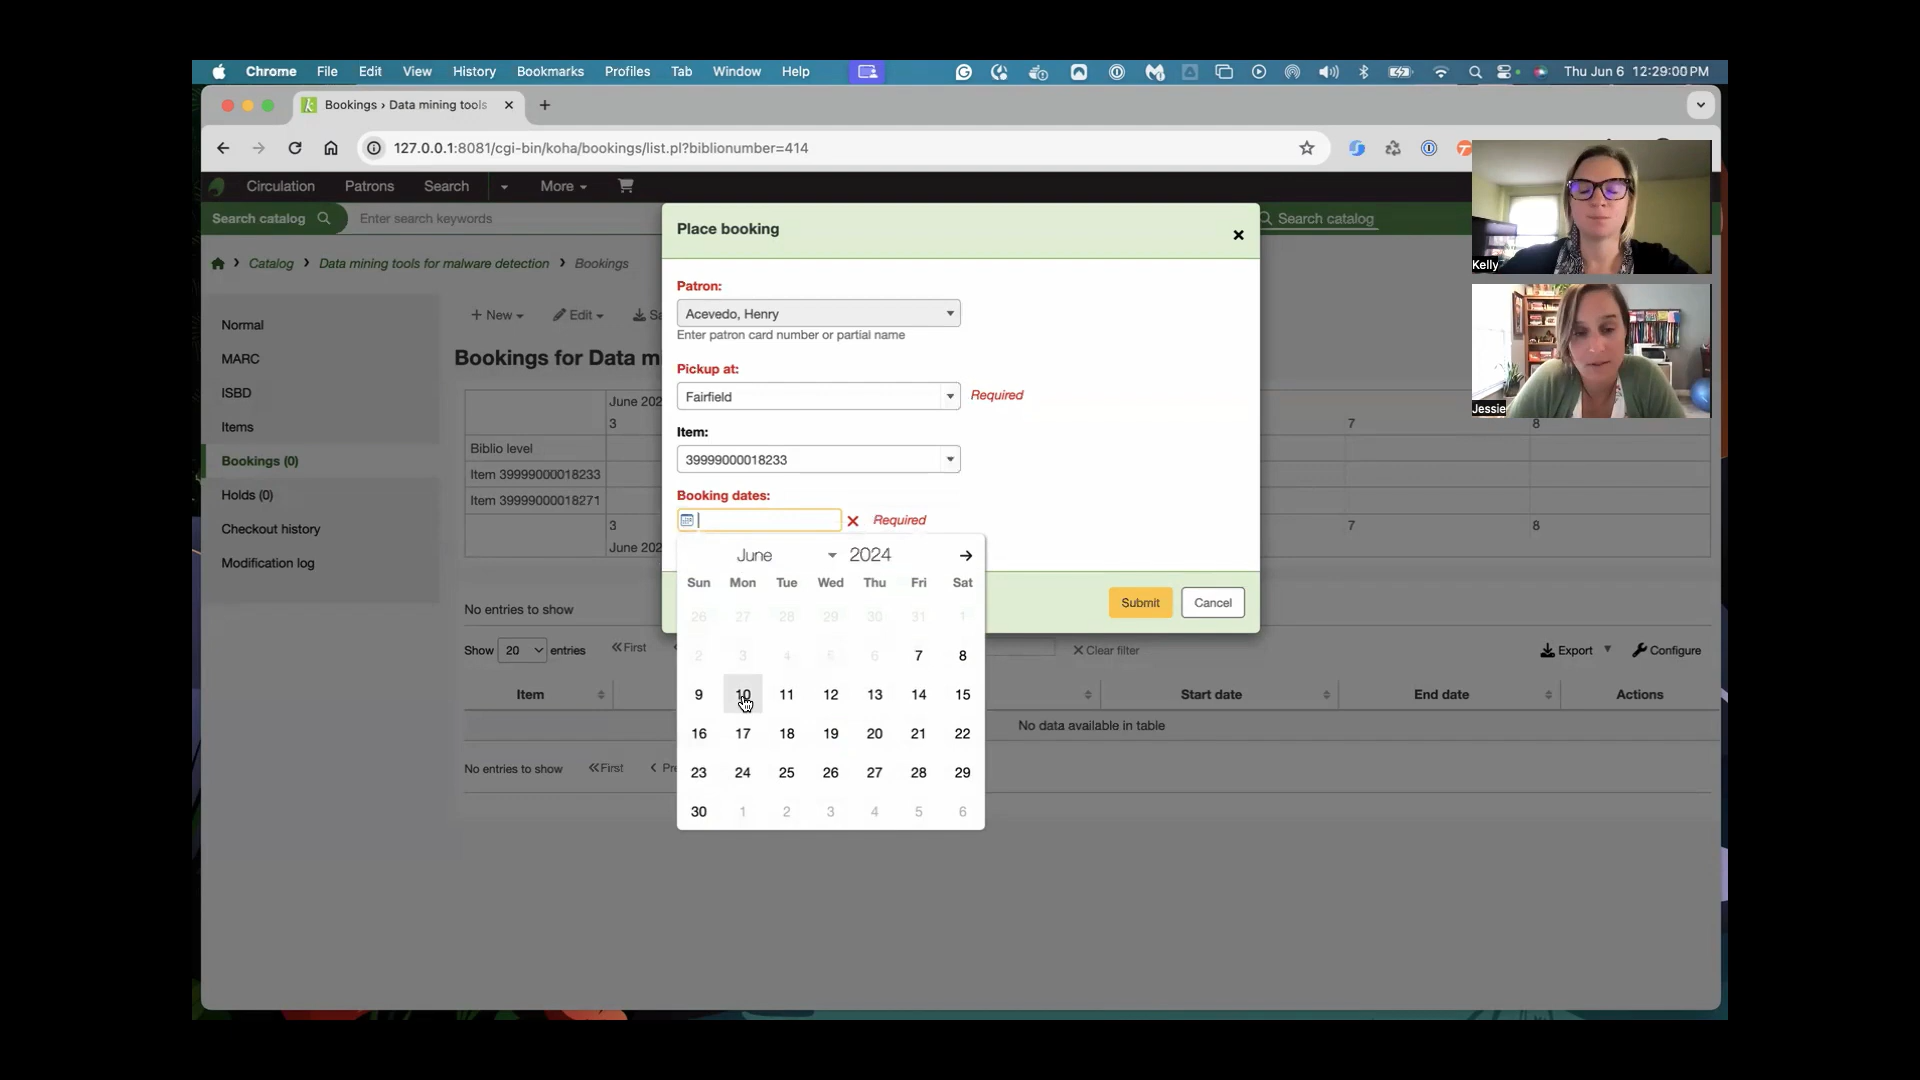 Chrome File Edit View History Bookmarks Profiles Tab Window Help Thu Jun 6 12:29:00 PM
Bookings › Data mining tools
127.0.0.1:8081/cgi-bin/koha/bookings/list.pl?biblionumber=414
Circulation Patrons Search More
Search catalog Enter search keywords Search catalog
Catalog Data mining tools for malware detection Bookings
Normal
MARC
ISBD
Items
Bookings (0)
Holds (0)
Checkout history
Modification log
+ New Edit Sa
Bookings for Data mi
June 202
3 7 8
Biblio level
Item 39999000018233
Item 39999000018271
3 7 8
June 202
No entries to show
Show 20 entries First Clear filter Export Configure
Item Start date End date Actions
No data available in table
No entries to show First Pre
Place booking
Patron:
Acevedo, Henry
Enter patron card number or partial name
Pickup at:
Fairfield Required
Item:
39999000018233
Booking dates:
Required
June 2024
Sun Mon Tue Wed Thu Fri Sat
26 27 28 29 30 31 1
2 3 4 5 6 7 8
9 10 11 12 13 14 15
16 17 18 19 20 21 22
23 24 25 26 27 28 29
30 1 2 3 4 5 6
Submit Cancel
Kelly
Jessie